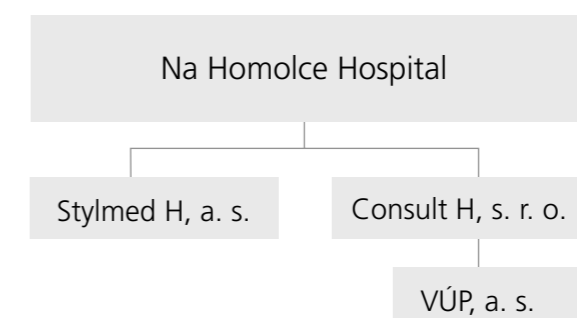 Na Homolce Hospital
Stylmed H, a. s.
Consult H, s. r. o.
VÚP, a. s.